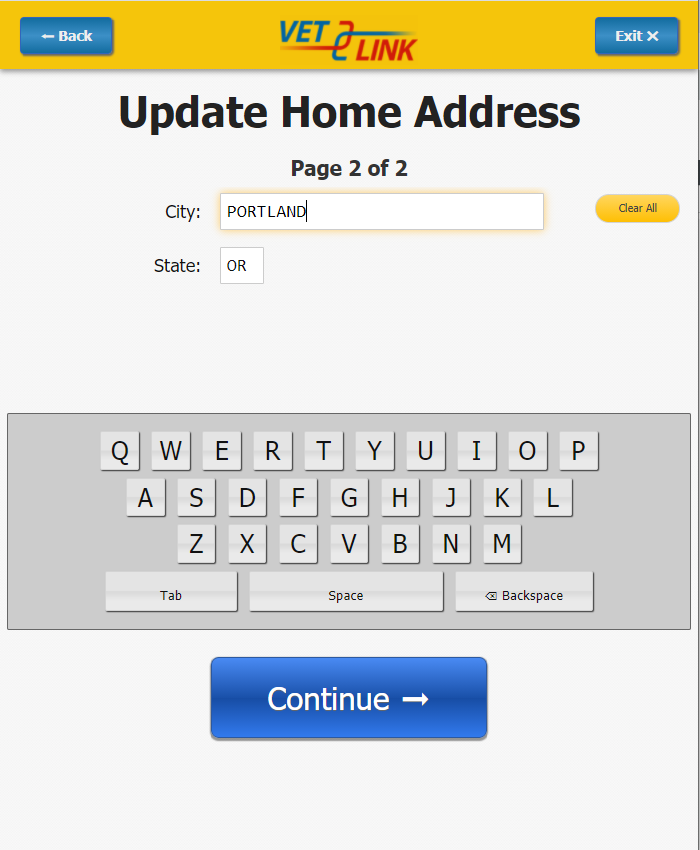 ← Back
VET LINK
Exit ✕
Update Home Address
Page 2 of 2
City: PORTLAND
Clear All
State: OR
Q W E R T Y U I O P
A S D F G H J K L
Z X C V B N M
Tab Space ⌫ Backspace
Continue →